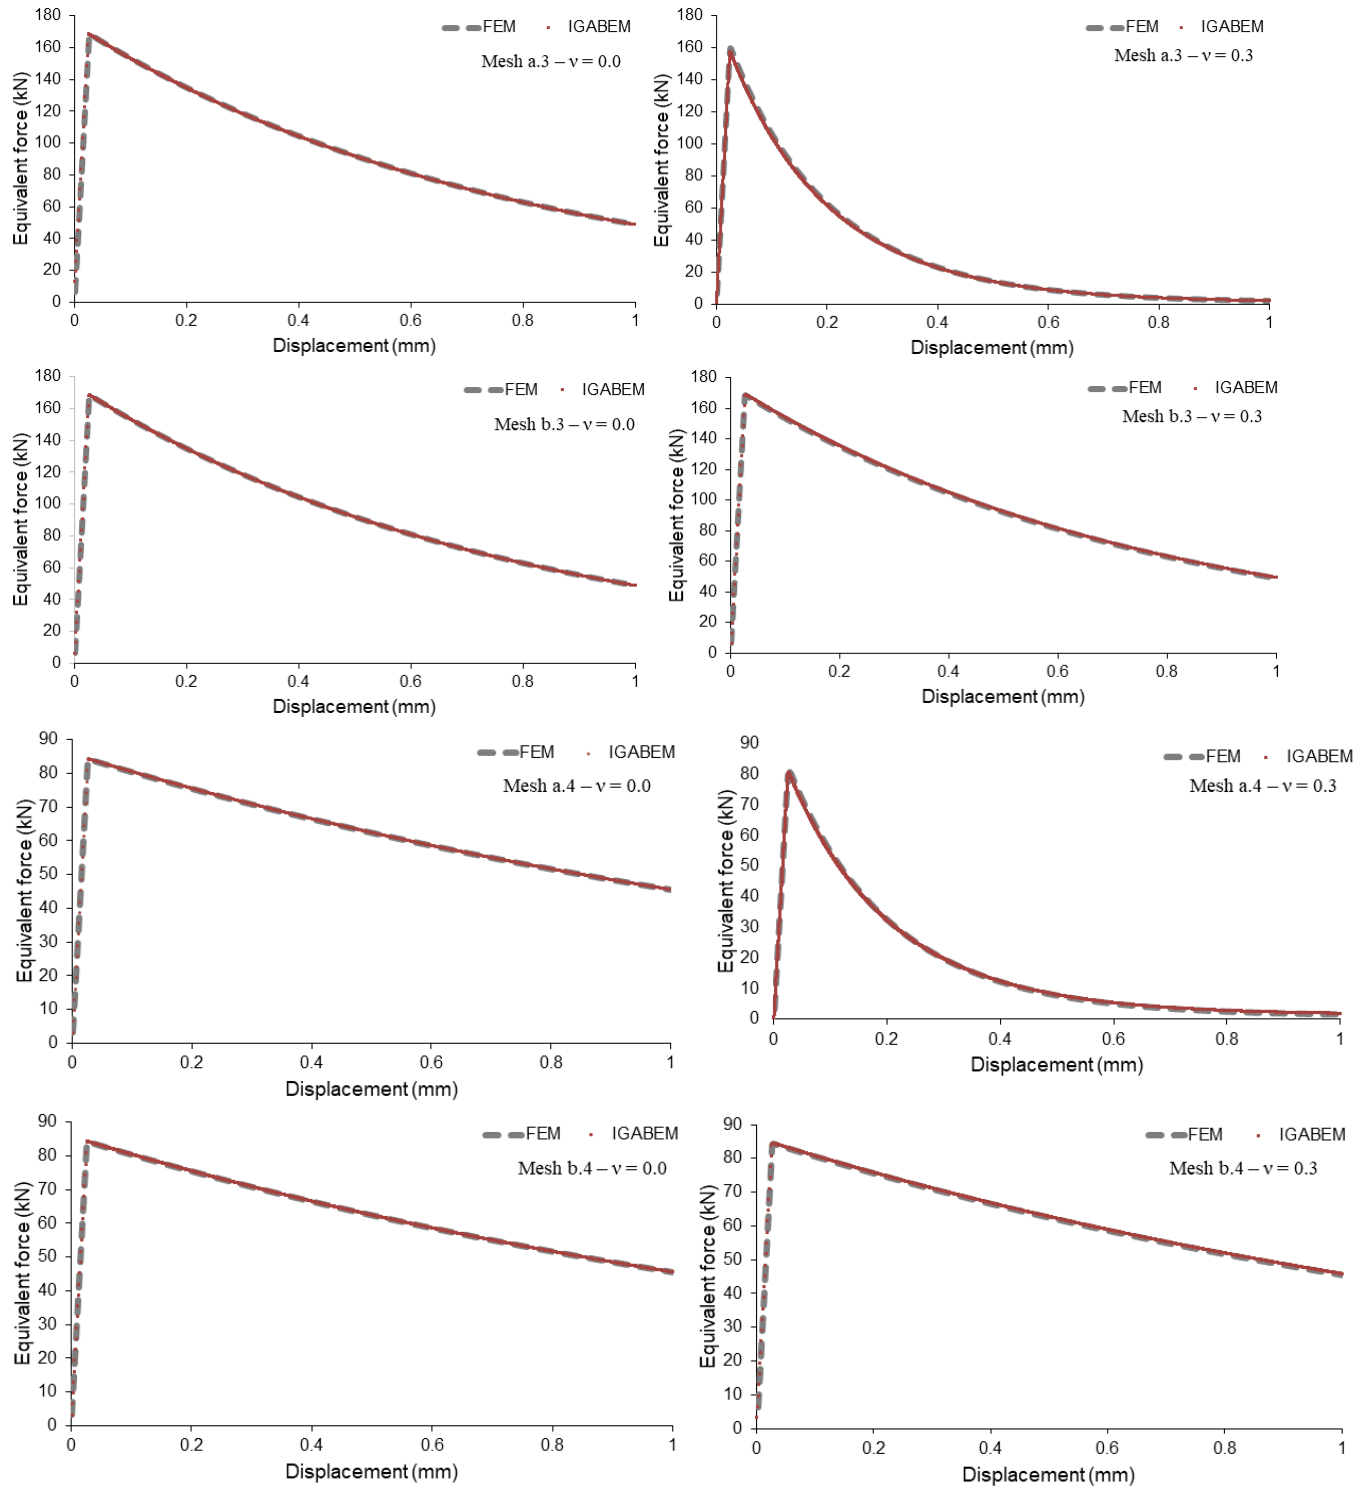 FEM IGABEM
Mesh a.3 – ν = 0.0
Equivalent force (kN)
180
160
140
120
100
80
60
40
20
0
0 0.2 0.4 0.6 0.8 1
Displacement (mm)
FEM IGABEM
Mesh a.3 – ν = 0.3
Equivalent force (kN)
180
160
140
120
100
80
60
40
20
0
0 0.2 0.4 0.6 0.8 1
Displacement (mm)
FEM IGABEM
Mesh b.3 – ν = 0.0
Equivalent force (kN)
180
160
140
120
100
80
60
40
20
0
0 0.2 0.4 0.6 0.8 1
Displacement (mm)
FEM IGABEM
Mesh b.3 – ν = 0.3
Equivalent force (kN)
180
160
140
120
100
80
60
40
20
0
0 0.2 0.4 0.6 0.8 1
Displacement (mm)
FEM IGABEM
Mesh a.4 – ν = 0.0
Equivalent force (kN)
90
80
70
60
50
40
30
20
10
0
0 0.2 0.4 0.6 0.8 1
Displacement (mm)
FEM IGABEM
Mesh a.4 – ν = 0.3
Equivalent force (kN)
90
80
70
60
50
40
30
20
10
0
0 0.2 0.4 0.6 0.8 1
Displacement (mm)
FEM IGABEM
Mesh b.4 – ν = 0.0
Equivalent force (kN)
90
80
70
60
50
40
30
20
10
0
0 0.2 0.4 0.6 0.8 1
Displacement (mm)
FEM IGABEM
Mesh b.4 – ν = 0.3
Equivalent force (kN)
90
80
70
60
50
40
30
20
10
0
0 0.2 0.4 0.6 0.8 1
Displacement (mm)